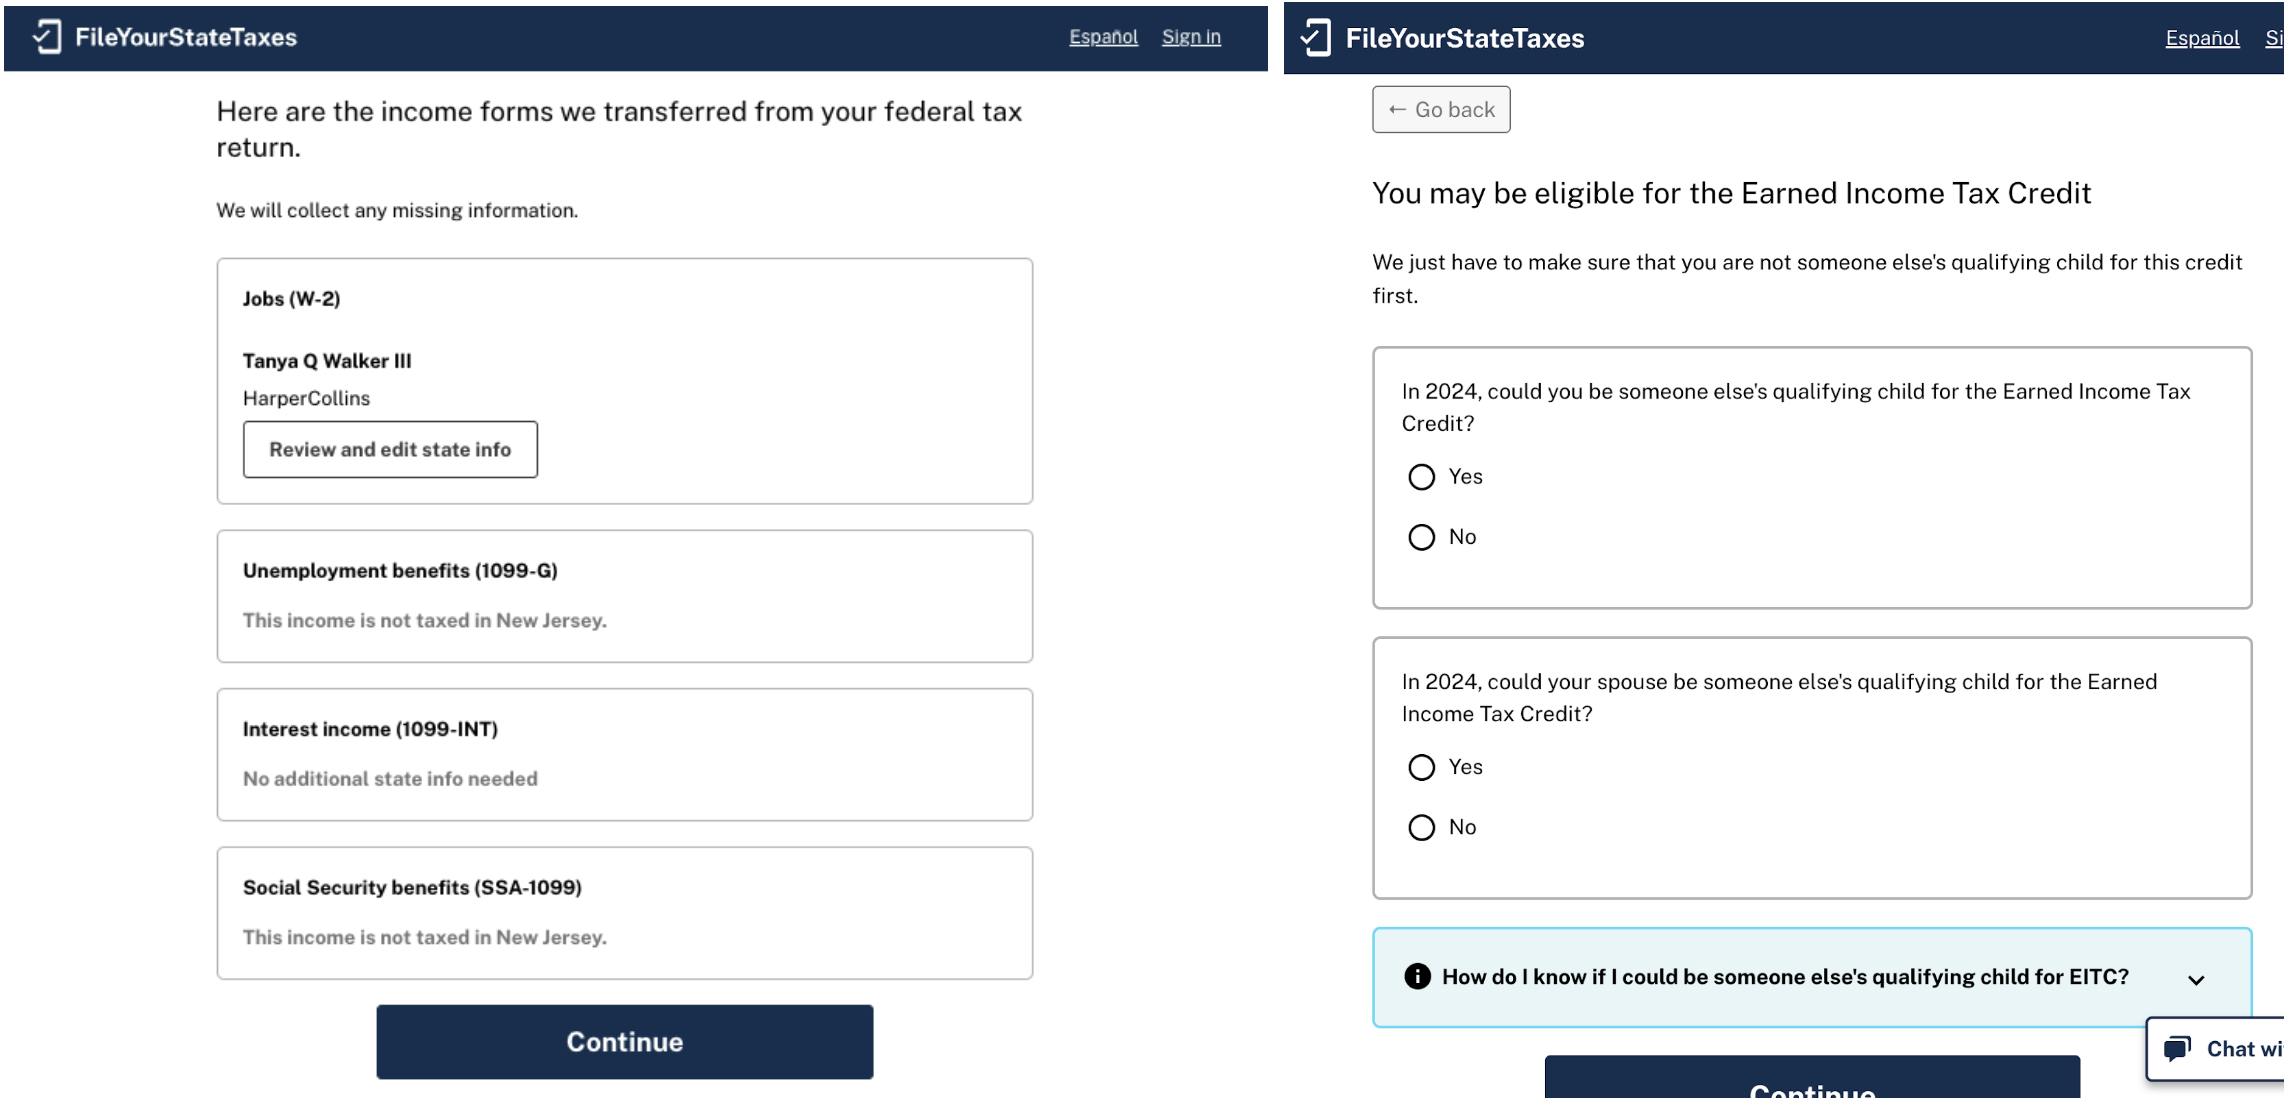 FileYourStateTaxes
Español Sign in
Here are the income forms we transferred from your federal tax
return.
We will collect any missing information.
Jobs (W-2)
Tanya Q Walker III
HarperCollins
Review and edit state info
Unemployment benefits (1099-G)
This income is not taxed in New Jersey.
Interest income (1099-INT)
No additional state info needed
Social Security benefits (SSA-1099)
This income is not taxed in New Jersey.
Continue
FileYourStateTaxes
Español Si
← Go back
You may be eligible for the Earned Income Tax Credit
We just have to make sure that you are not someone else's qualifying child for this credit
first.
In 2024, could you be someone else's qualifying child for the Earned Income Tax
Credit?
Yes
No
In 2024, could your spouse be someone else's qualifying child for the Earned
Income Tax Credit?
Yes
No
How do I know if I could be someone else's qualifying child for EITC?
Chat wi
Continue